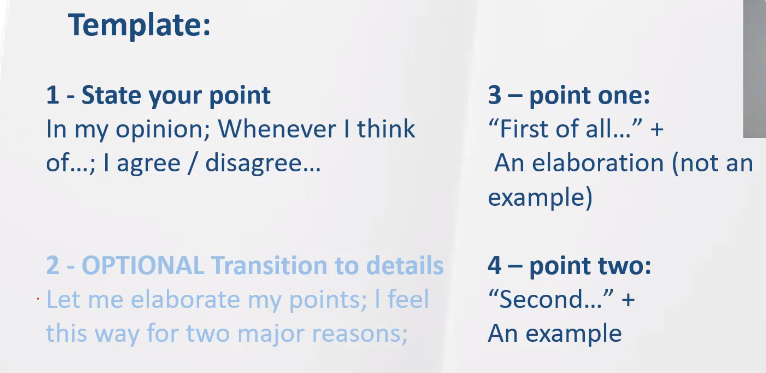 Template:
1 - State your point
In my opinion; Whenever I think
of...; I agree / disagree...
2 - OPTIONAL Transition to details
Let me elaborate my points; I feel
this way for two major reasons;
3 – point one:
“First of all...” +
An elaboration (not an
example)
4 – point two:
“Second...” +
An example